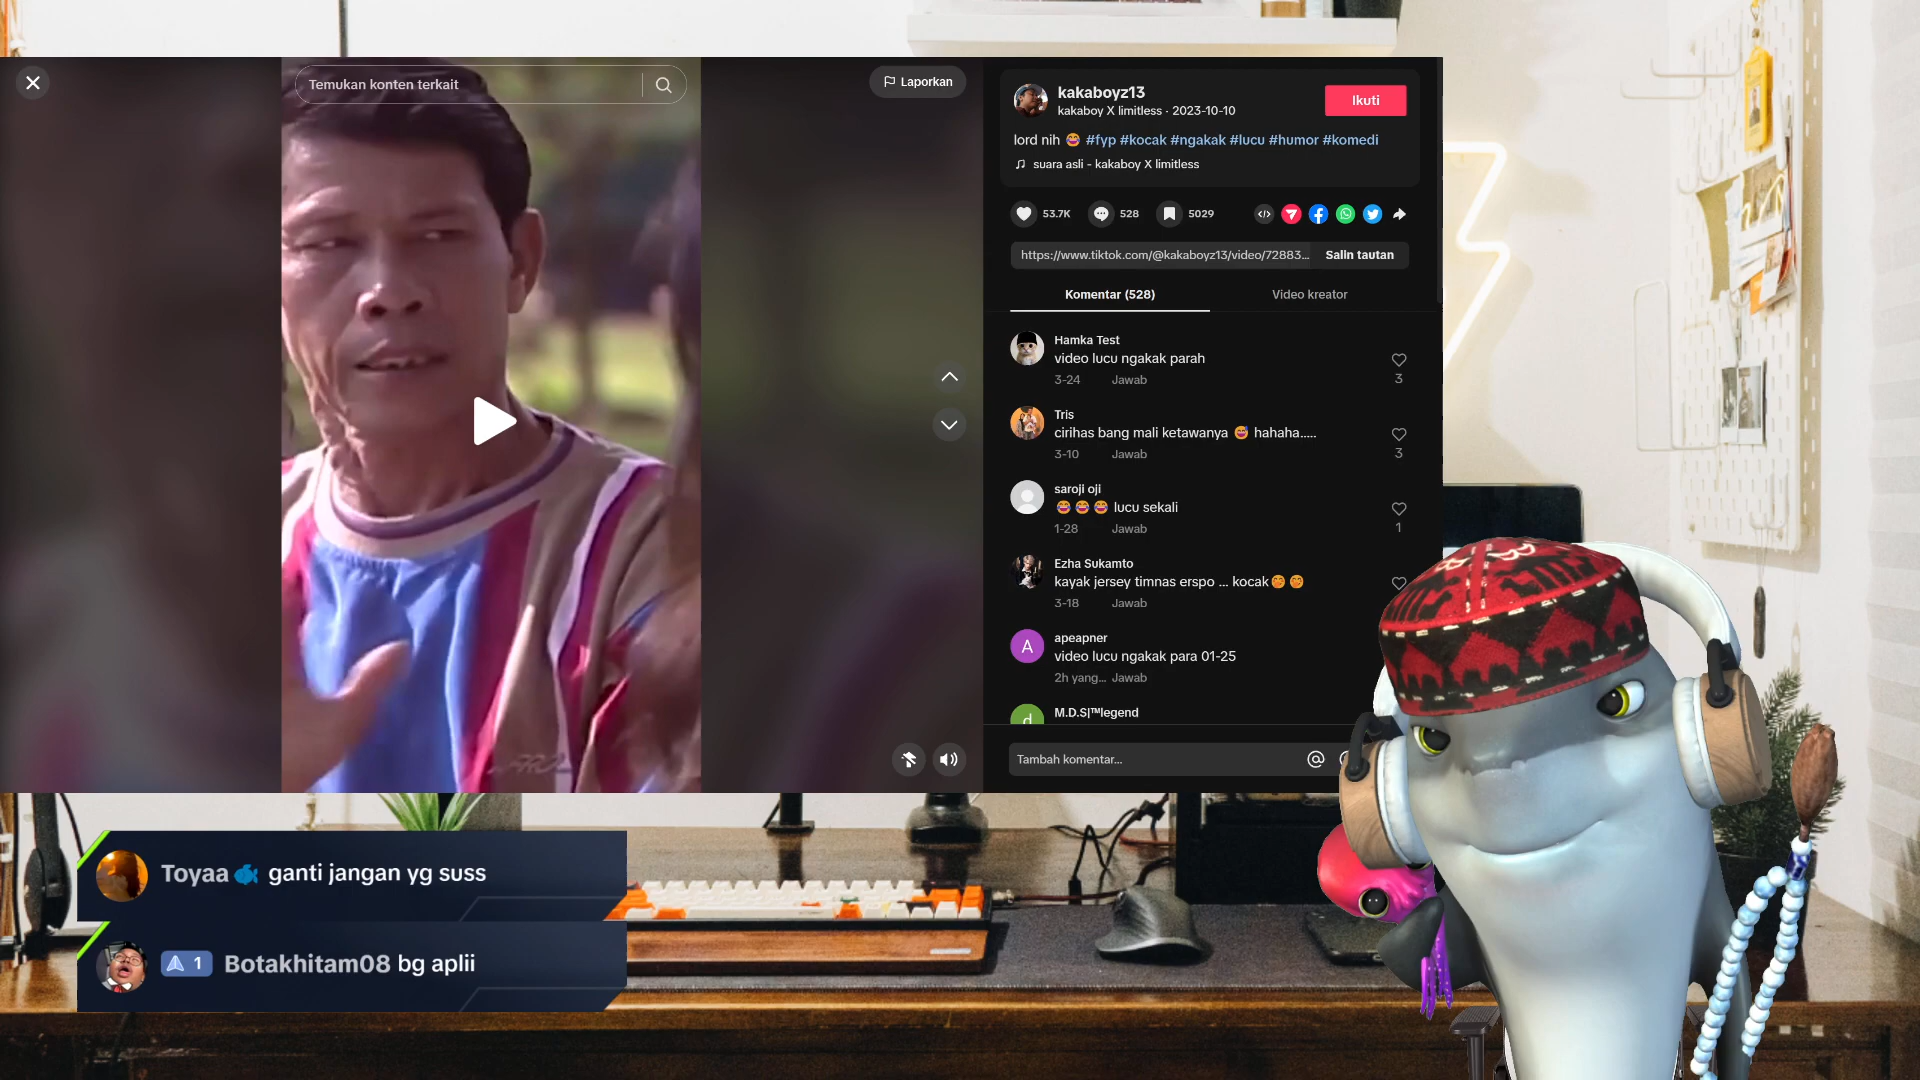 Temukan konten terkait
Laporkan
kakaboyz13
kakaboy X limitless · 2023-10-10
Ikuti
lord nih 😂 #fyp #kocak #ngakak #lucu #humor #komedi
suara asli - kakaboy X limitless
53.7K
528
5029
https://www.tiktok.com/@kakaboyz13/video/72883...
Salin tautan
Komentar (528)
Video kreator
Hamka Test
video lucu ngakak parah
3-24 Jawab
3
Tris
cirihas bang mali ketawanya 😅 hahaha.....
3-10 Jawab
3
saroji oji
😂😂😂 lucu sekali
1-28 Jawab
1
Ezha Sukamto
kayak jersey timnas erspo ... kocak🤭🤭
3-18 Jawab
A
apeapner
video lucu ngakak para 01-25
2h yang... Jawab
d
M.D.S|™legend
Tambah komentar...
Toyaa🐟 ganti jangan yg suss
1 Botakhitam08 bg aplii